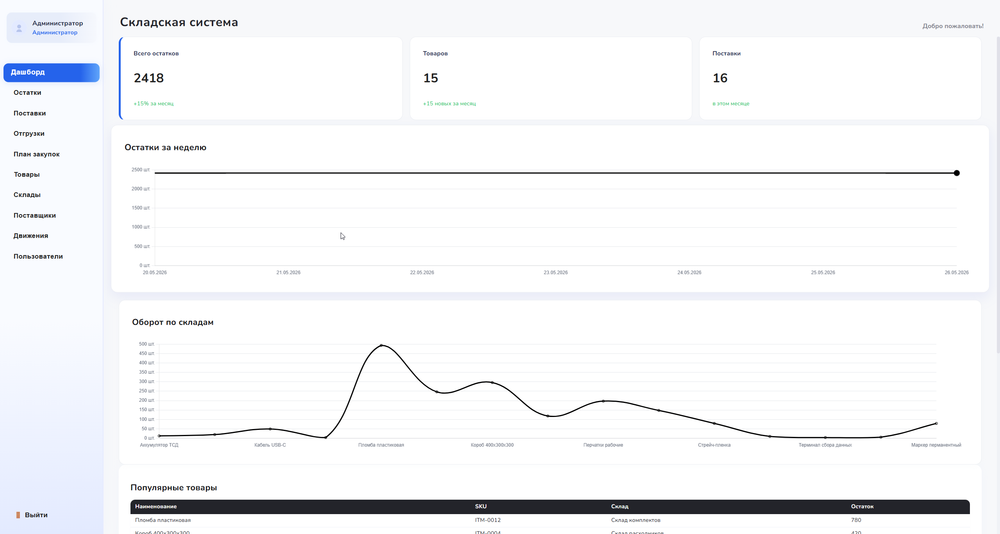 Администратор
Администратор
Дашборд
Остатки
Поставки
Отгрузки
План закупок
Товары
Склады
Поставщики
Движения
Пользователи
Выйти
Складская система
Добро пожаловать!
Всего остатков
2418
+15% за месяц
Товаров
15
+15 новых за месяц
Поставки
16
в этом месяце
Остатки за неделю
2500 шт.
2000 шт.
1500 шт.
1000 шт.
500 шт.
0 шт.
20.05.2026 21.05.2026 22.05.2026 23.05.2026 24.05.2026 25.05.2026 26.05.2026
Оборот по складам
500 шт.
450 шт.
400 шт.
350 шт.
300 шт.
250 шт.
200 шт.
150 шт.
100 шт.
50 шт.
0 шт.
Аккумулятор ТСД Кабель USB-C Пломба пластиковая Короб 400x300x300 Перчатки рабочие Стрейч-пленка Терминал сбора данных Маркер перманентный
Популярные товары
Наименование SKU Склад Остаток
Пломба пластиковая ITM-0012 Склад комплектов 780
Короб 400x300x300 ITM-0004 Склад расходников 420